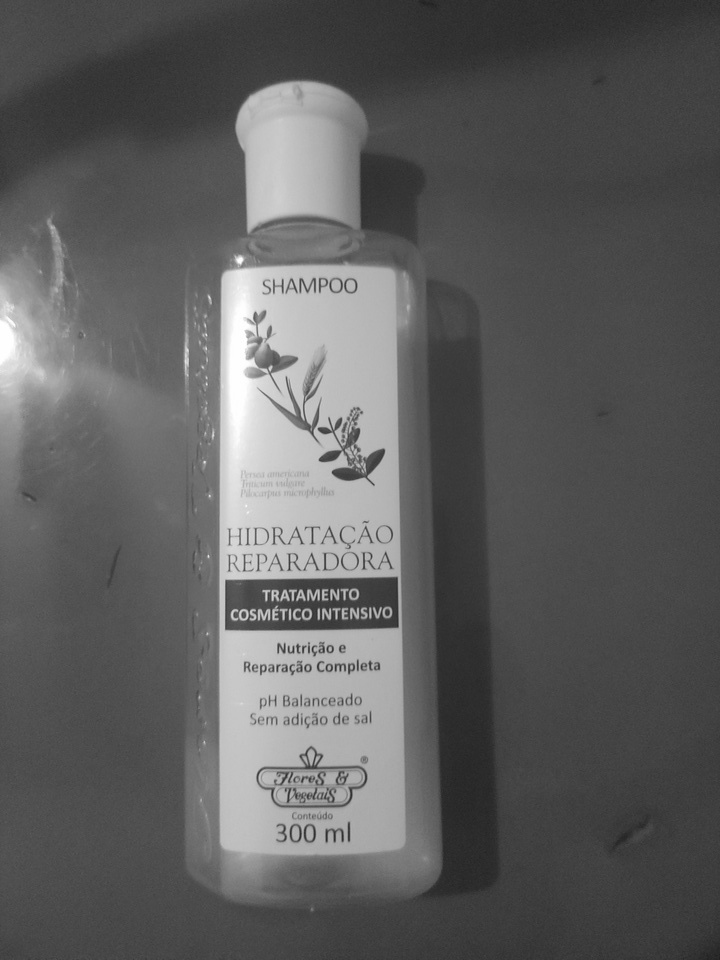 SHAMPOO
Persea americana
Triticum vulgare
Pilocarpus microphyllus
HIDRATAÇÃO
REPARADORA
TRATAMENTO
COSMÉTICO INTENSIVO
Nutrição e
Reparação Completa
pH Balanceado
Sem adição de sal
Flores &
Vegetais
®
Conteúdo
300 ml